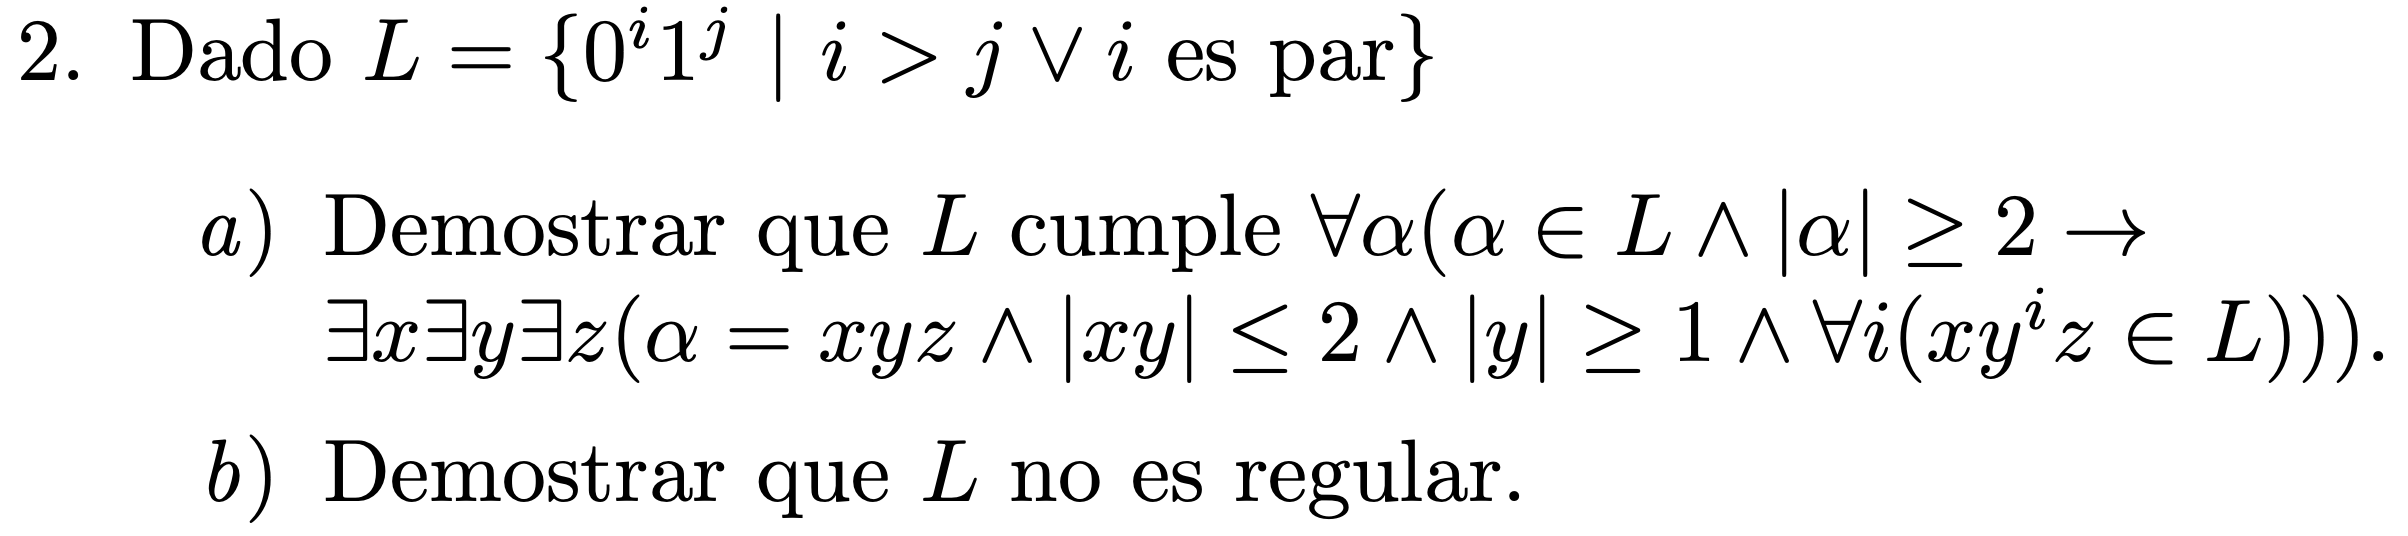 2. Dado L = {0^i 1^j | i > j ∨ i es par}
a) Demostrar que L cumple ∀α(α ∈ L ∧ |α| ≥ 2 →
∃x∃y∃z(α = xyz ∧ |xy| ≤ 2 ∧ |y| ≥ 1 ∧ ∀i(xy^i z ∈ L))).
b) Demostrar que L no es regular.